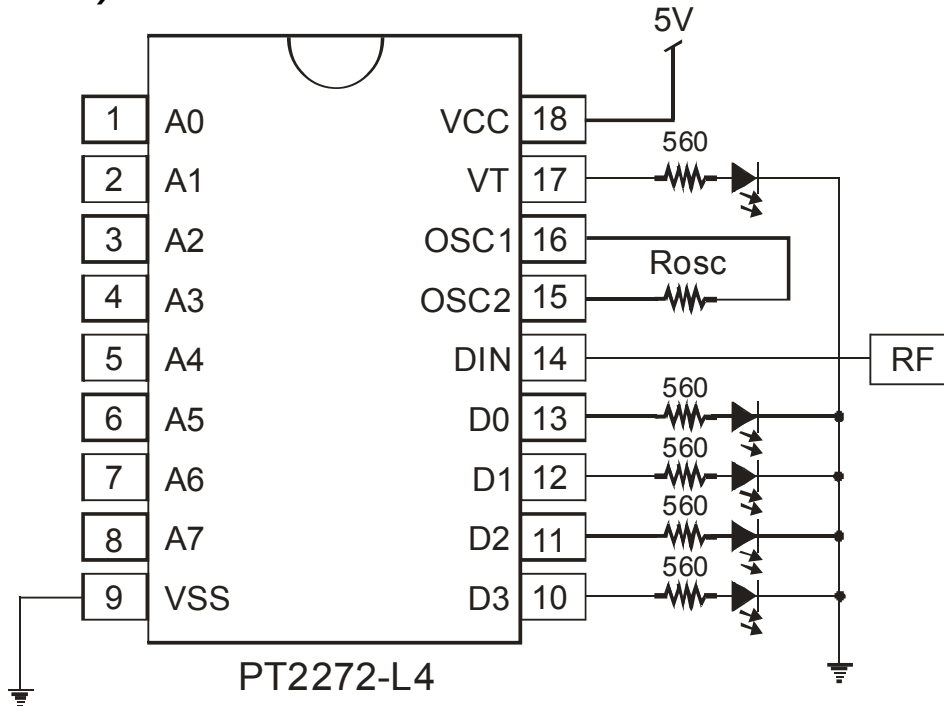 )
5V
1 A0 VCC 18
560
2 A1 VT 17
3 A2 OSC1 16
Rosc
4 A3 OSC2 15
5 A4 DIN 14 RF
560
6 A5 D0 13
560
7 A6 D1 12
560
8 A7 D2 11
560
9 VSS D3 10
PT2272-L4